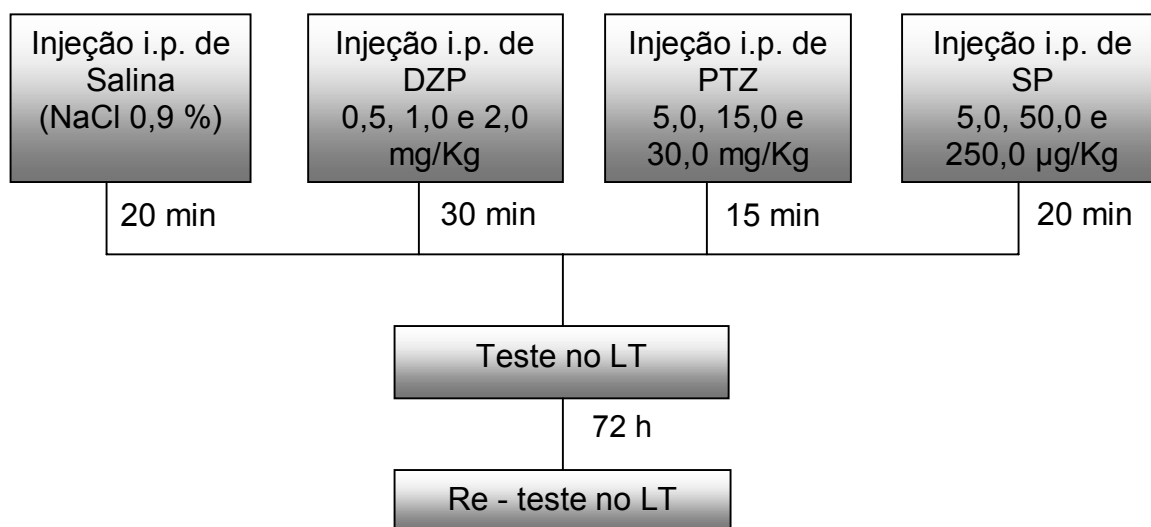 Injeção i.p. de
Salina
(NaCl 0,9 %)
Injeção i.p. de
DZP
0,5, 1,0 e 2,0
mg/Kg
Injeção i.p. de
PTZ
5,0, 15,0 e
30,0 mg/Kg
Injeção i.p. de
SP
5,0, 50,0 e
250,0 µg/Kg
20 min
30 min
15 min
20 min
Teste no LT
72 h
Re - teste no LT